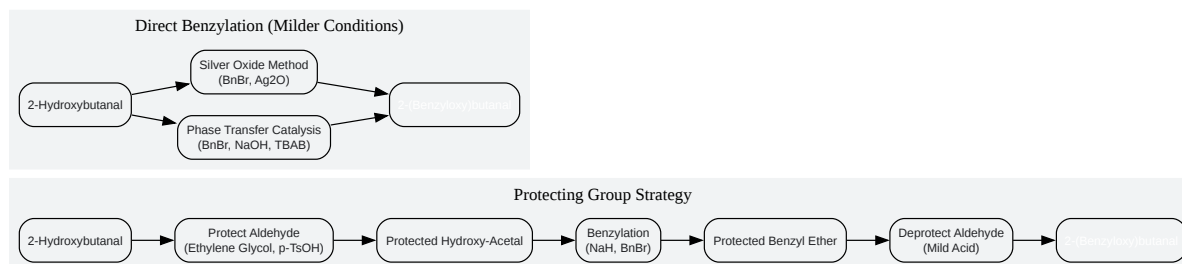 Direct Benzylation (Milder Conditions)
2-Hydroxybutanal
Silver Oxide Method
(BnBr, Ag2O)
Phase Transfer Catalysis
(BnBr, NaOH, TBAB)
2-(Benzyloxy)butanal
Protecting Group Strategy
2-Hydroxybutanal
Protect Aldehyde
(Ethylene Glycol, p-TsOH)
Protected Hydroxy-Acetal
Benzylation
(NaH, BnBr)
Protected Benzyl Ether
Deprotect Aldehyde
(Mild Acid)
2-(Benzyloxy)butanal